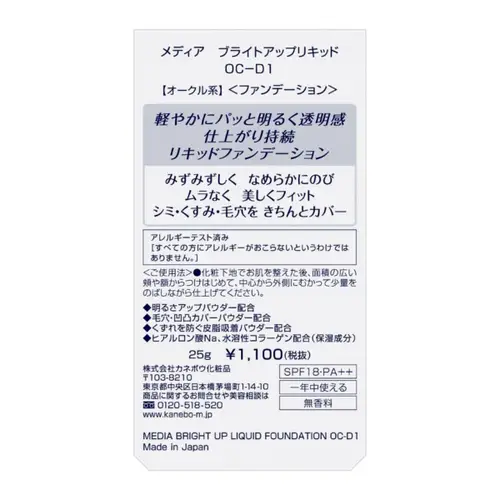 メディア　ブライトアップリキッド
OC-D1
【オークル系】<ファンデーション>
軽やかにパッと明るく透明感
仕上がり持続
リキッドファンデーション
みずみずしく　なめらかにのび
ムラなく　美しくフィット
シミ・くすみ・毛穴を きちんとカバー
アレルギーテスト済み
[すべての方にアレルギーがおこらないというわけでは
ありません。]
<ご使用法>●化粧下地でお肌を整えた後、面積の広い
頬や額からつけはじめて、中心から外側にむかって少量を
のばしながら仕上げてください。
◆明るさアップパウダー配合
◆毛穴・凹凸カバーパウダー配合
◆くずれを防ぐ皮脂吸着パウダー配合
◆ヒアルロン酸Na、水溶性コラーゲン配合(保湿成分)
25g ¥1,100(税抜)
株式会社カネボウ化粧品
〒103-8210
東京都中央区日本橋茅場町1-14-10
商品に関するお問合せや美容相談は
0120-518-520
www.kanebo-m.jp
SPF18・PA++
一年中使える
無香料
MEDIA BRIGHT UP LIQUID FOUNDATION OC-D1
Made in Japan